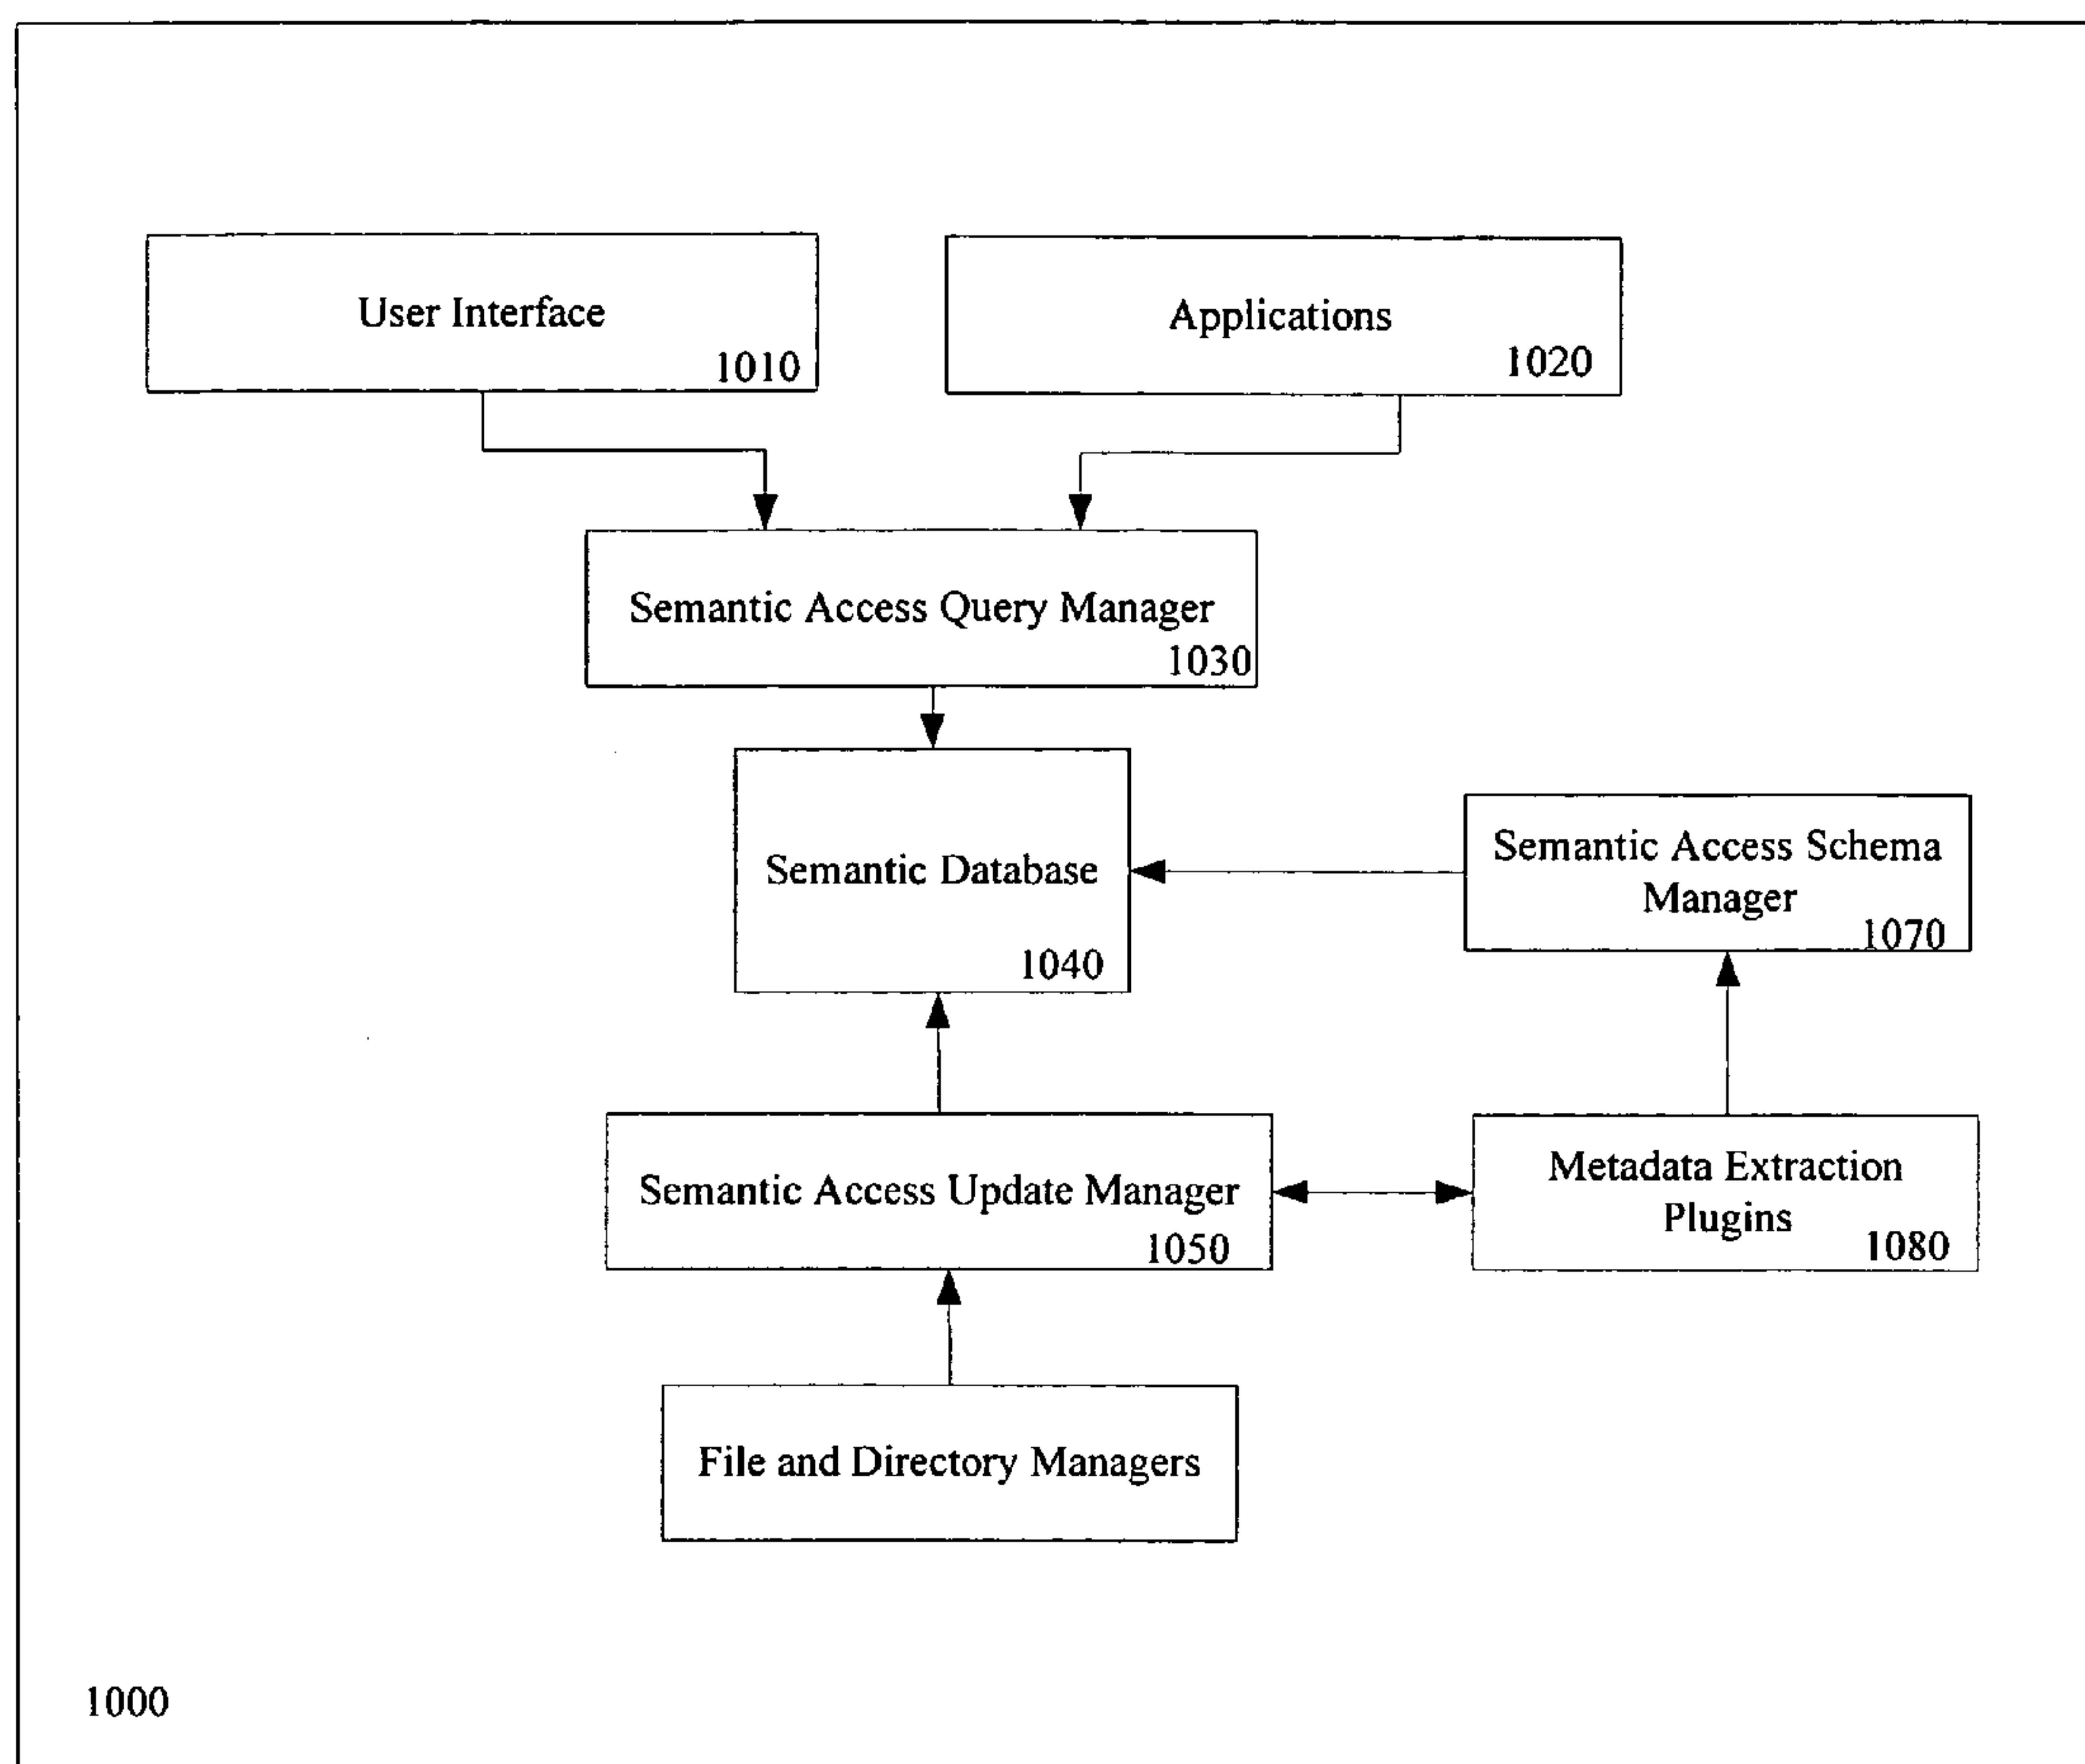 User Interface
1010
Applications
1020
Semantic Access Query Manager
1030
Semantic Database
1040
Semantic Access Schema
Manager
1070
Semantic Access Update Manager
1050
Metadata Extraction
Plugins
1080
File and Directory Managers
1000